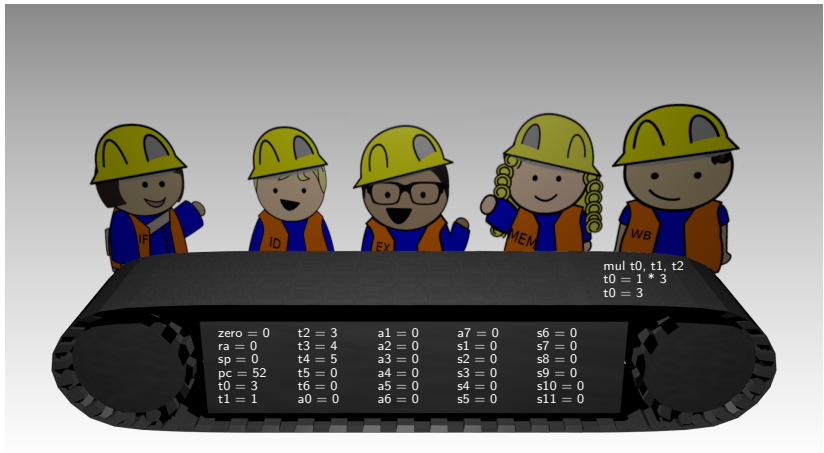 IF
ID
EX
MEM
WB
mul t0, t1, t2
t0 = 1 * 3
t0 = 3
zero = 0 t2 = 3 a1 = 0 a7 = 0 s6 = 0
ra = 0 t3 = 4 a2 = 0 s1 = 0 s7 = 0
sp = 0 t4 = 5 a3 = 0 s2 = 0 s8 = 0
pc = 52 t5 = 0 a4 = 0 s3 = 0 s9 = 0
t0 = 3 t6 = 0 a5 = 0 s4 = 0 s10 = 0
t1 = 1 a0 = 0 a6 = 0 s5 = 0 s11 = 0